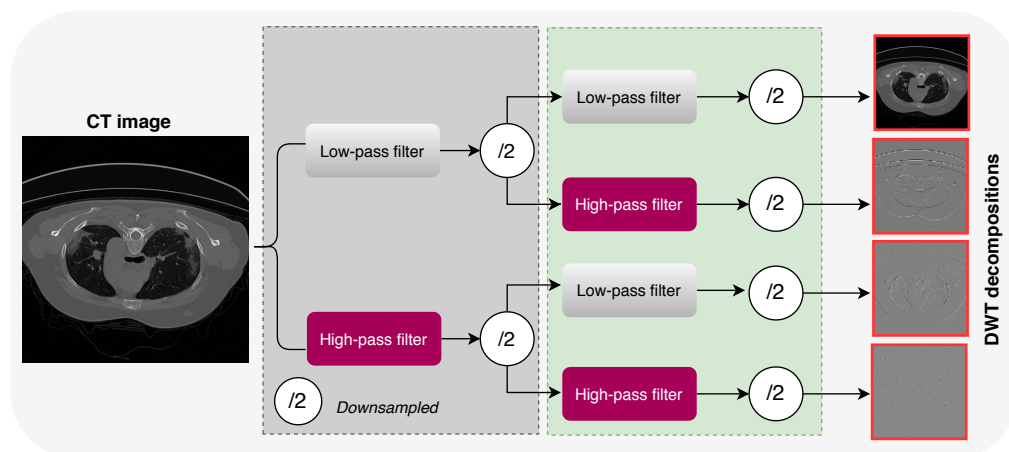 CT image
Low-pass filter
/2
High-pass filter
/2
/2
Downsampled
Low-pass filter
/2
High-pass filter
/2
Low-pass filter
/2
High-pass filter
/2
DWT decompositions